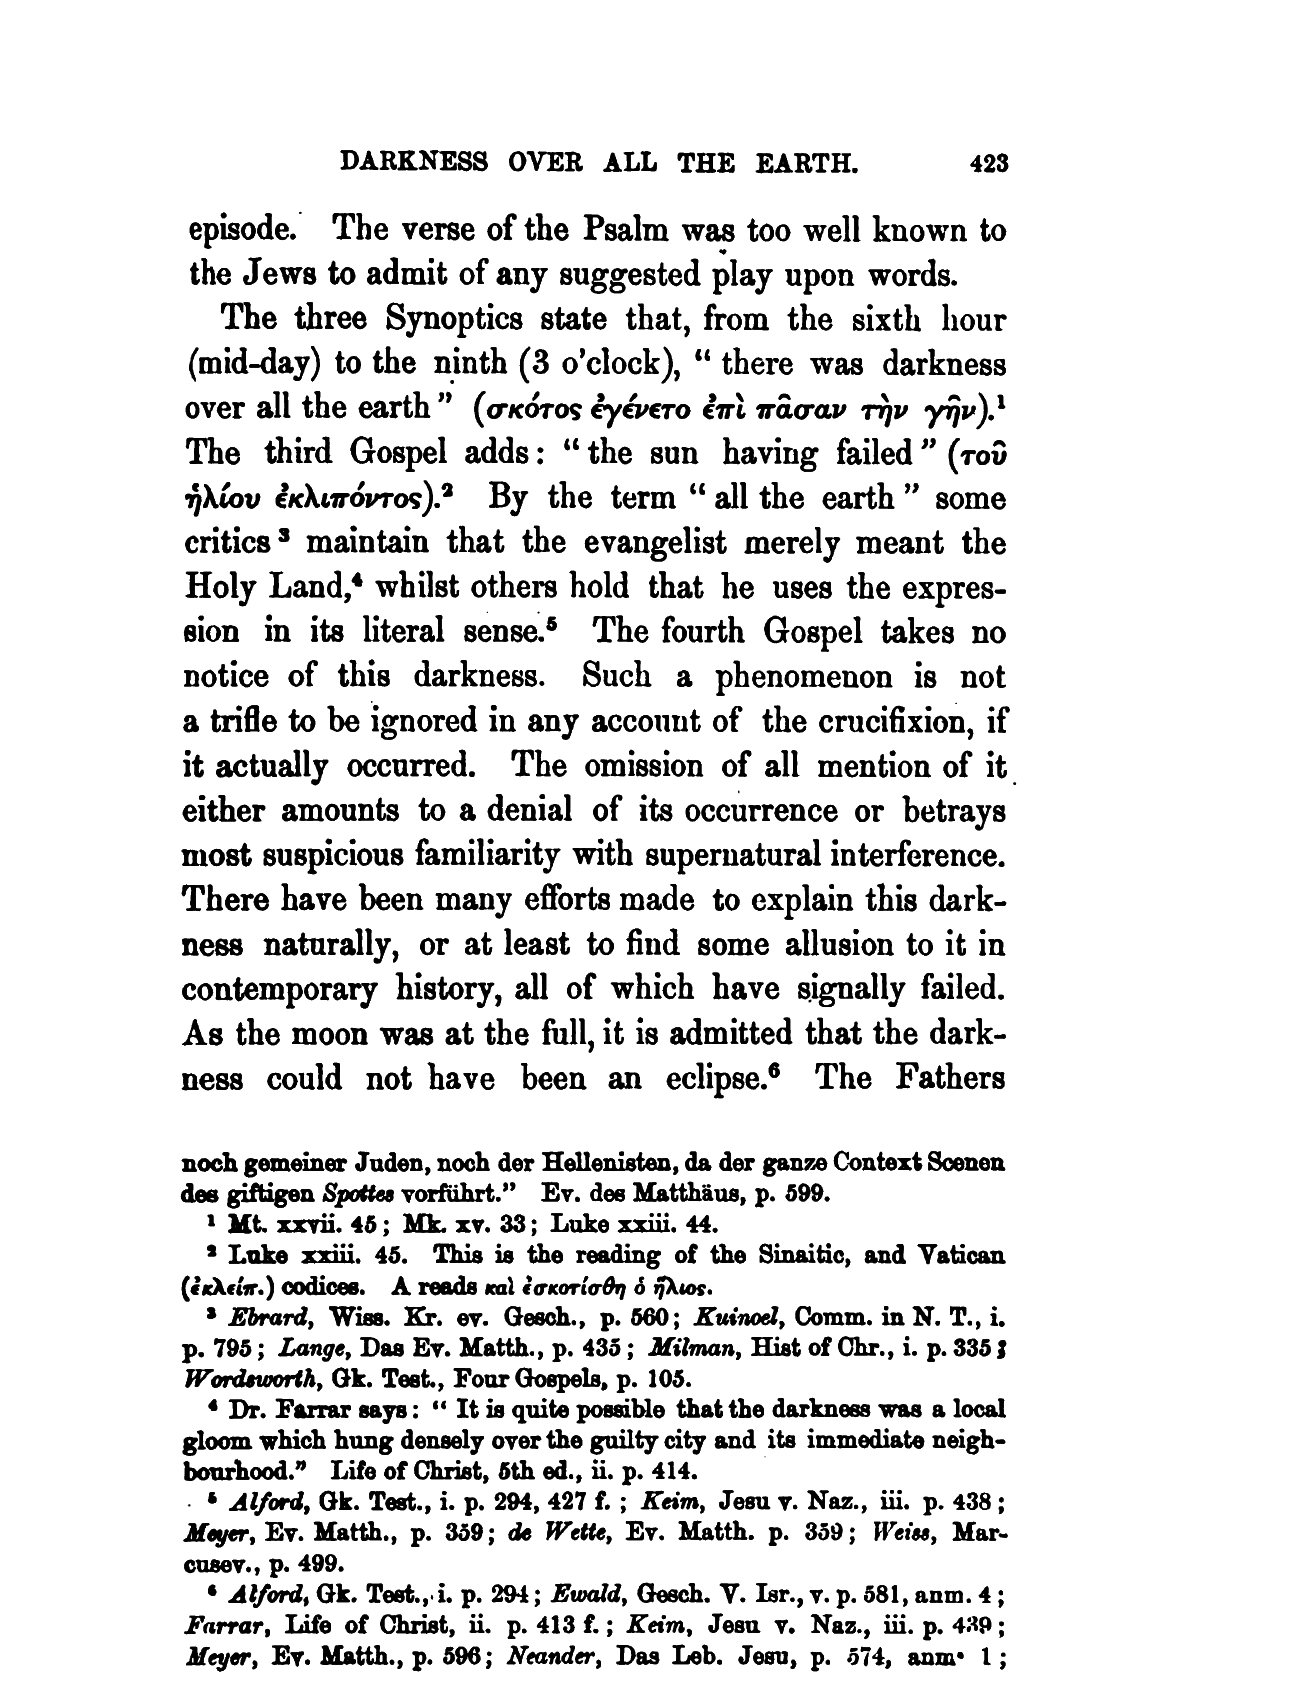 DARKNESS OVER ALL THE EARTH. 423
episode. The verse of the Psalm was too well known to
the Jews to admit of any suggested play upon words.
The three Synoptics state that, from the sixth hour
(mid-day) to the ninth (3 o'clock), “ there was darkness
over all the earth ” (σκότος ἐγένετο ἐπὶ πᾶσαν τὴν γῆν).¹
The third Gospel adds: “ the sun having failed ” (τοῦ
ἡλίου ἐκλιπόντος).² By the term “ all the earth ” some
critics ³ maintain that the evangelist merely meant the
Holy Land,⁴ whilst others hold that he uses the expres-
sion in its literal sense.⁵ The fourth Gospel takes no
notice of this darkness. Such a phenomenon is not
a trifle to be ignored in any account of the crucifixion, if
it actually occurred. The omission of all mention of it
either amounts to a denial of its occurrence or betrays
most suspicious familiarity with supernatural interference.
There have been many efforts made to explain this dark-
ness naturally, or at least to find some allusion to it in
contemporary history, all of which have signally failed.
As the moon was at the full, it is admitted that the dark-
ness could not have been an eclipse.⁶ The Fathers
noch gemeiner Juden, noch der Hellenisten, da der ganze Context Scenen
des giftigen Spottes vorführt.” Ev. des Matthäus, p. 599.
¹ Mt. xxvii. 45; Mk. xv. 33; Luke xxiii. 44.
² Luke xxiii. 45. This is the reading of the Sinaitic, and Vatican
(ἐκλείπ.) codices. A reads καὶ ἐσκοτίσθη ὁ ἥλιος.
³ Ebrard, Wiss. Kr. ev. Gesch., p. 560; Kuinoel, Comm. in N. T., i.
p. 795; Lange, Das Ev. Matth., p. 435; Milman, Hist of Chr., i. p. 335;
Wordsworth, Gk. Test., Four Gospels, p. 105.
⁴ Dr. Farrar says: “ It is quite possible that the darkness was a local
gloom which hung densely over the guilty city and its immediate neigh-
bourhood.” Life of Christ, 5th ed., ii. p. 414.
⁵ Alford, Gk. Test., i. p. 294, 427 f.; Keim, Jesu v. Naz., iii. p. 438;
Meyer, Ev. Matth., p. 359; de Wette, Ev. Matth. p. 359; Weiss, Mar-
cusev., p. 499.
⁶ Alford, Gk. Test., i. p. 294; Ewald, Gesch. V. Isr., v. p. 581, anm. 4;
Farrar, Life of Christ, ii. p. 413 f.; Keim, Jesu v. Naz., iii. p. 439;
Meyer, Ev. Matth., p. 596; Neander, Das Leb. Jesu, p. 574, anm. 1;